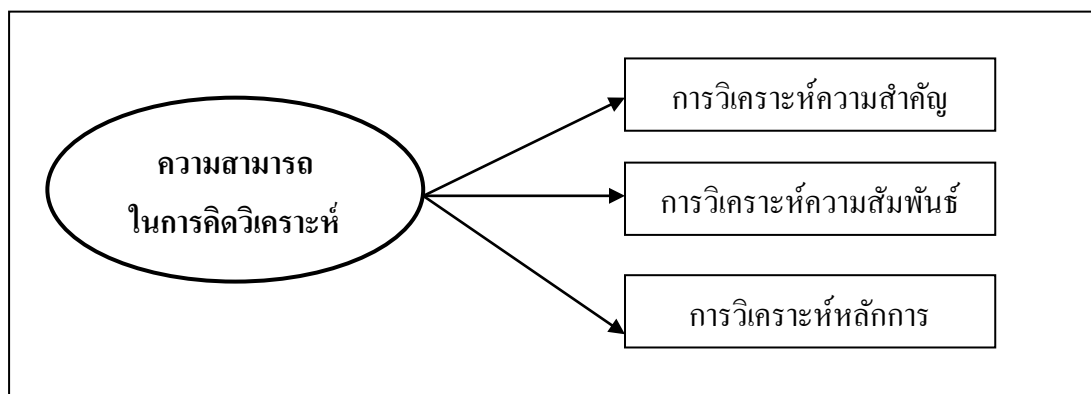 ความสามารถ
ในการคิดวิเคราะห์
การวิเคราะห์ความสำคัญ
การวิเคราะห์ความสัมพันธ์
การวิเคราะห์หลักการ